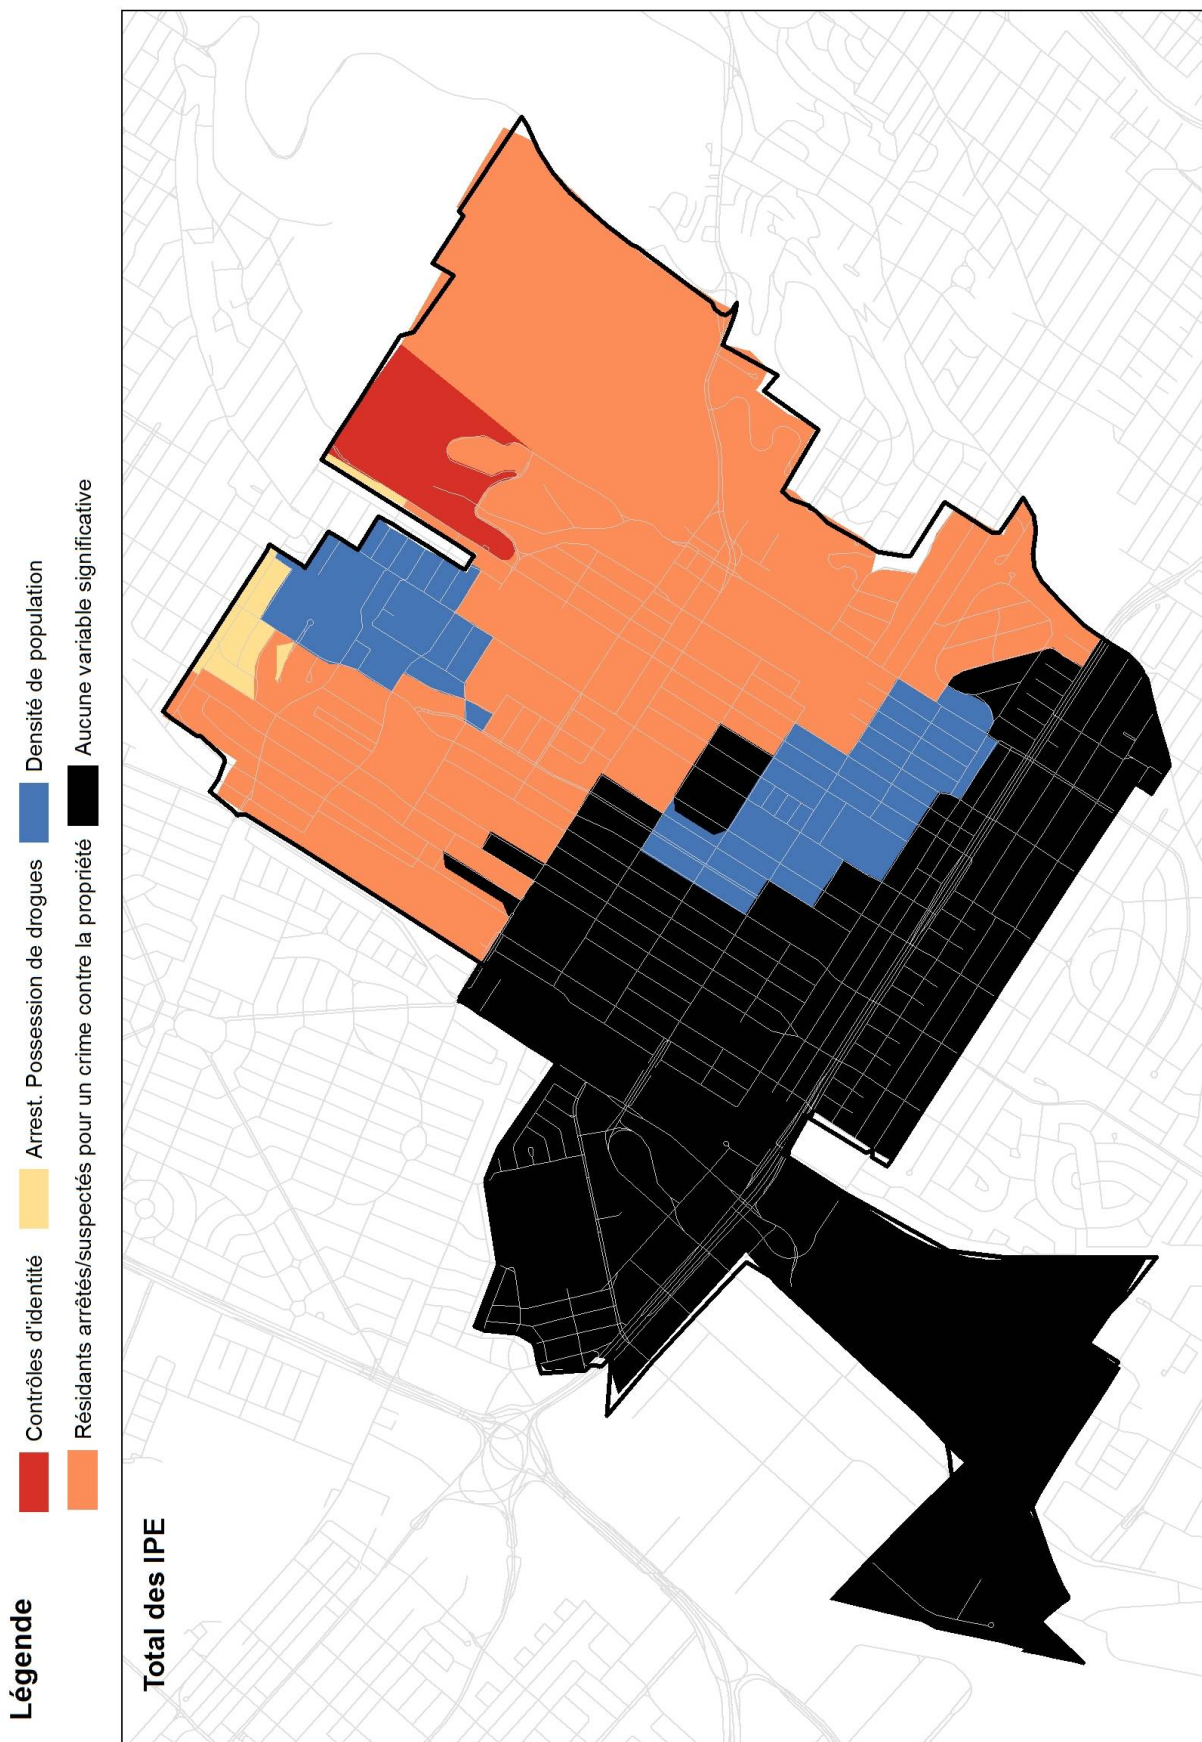 Légende
Contrôles d'identité Arrest. Possession de drogues Densité de population
Résidants arrêtés/suspectés pour un crime contre la propriété Aucune variable significative
Total des IPE